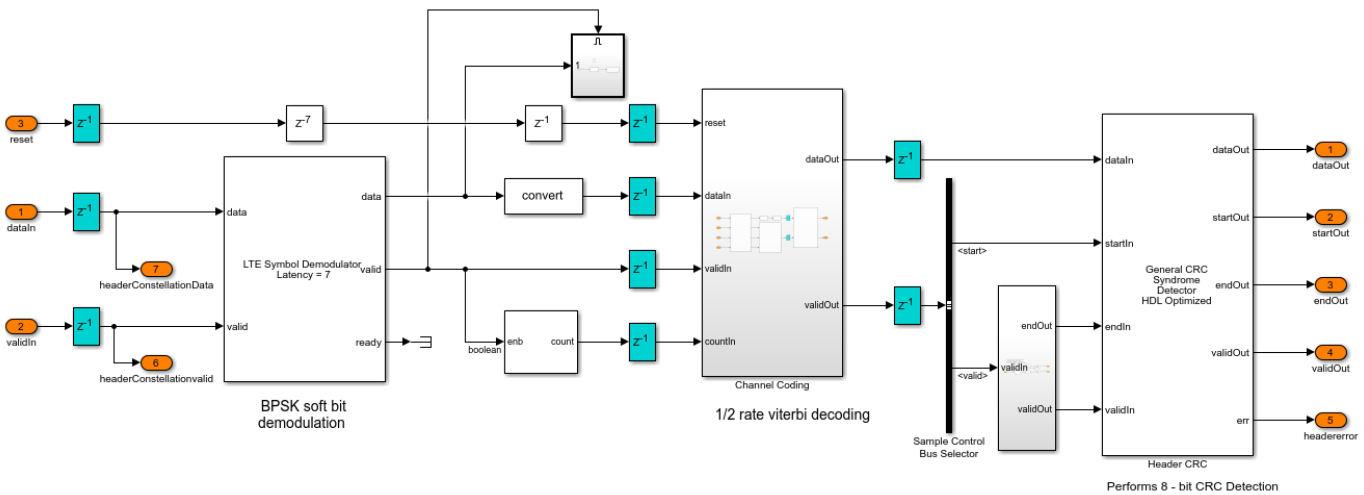 1
3
reset
z⁻¹
z⁻⁷
z⁻¹
z⁻¹
1
dataIn
z⁻¹
7
headerConstellationData
2
validIn
z⁻¹
6
headerConstellationvalid
data
valid
LTE Symbol Demodulator
Latency = 7
data
valid
ready
BPSK soft bit
demodulation
convert
z⁻¹
z⁻¹
boolean
enb
count
z⁻¹
reset
dataIn
validIn
countIn
dataOut
validOut
Channel Coding
1/2 rate viterbi decoding
z⁻¹
z⁻¹
<start>
<valid>
Sample Control
Bus Selector
validIn
endOut
validOut
dataIn
startIn
endIn
validIn
General CRC
Syndrome
Detector
HDL Optimized
dataOut
startOut
endOut
validOut
err
Header CRC
Performs 8 - bit CRC Detection
1
dataOut
2
startOut
3
endOut
4
validOut
5
headererror